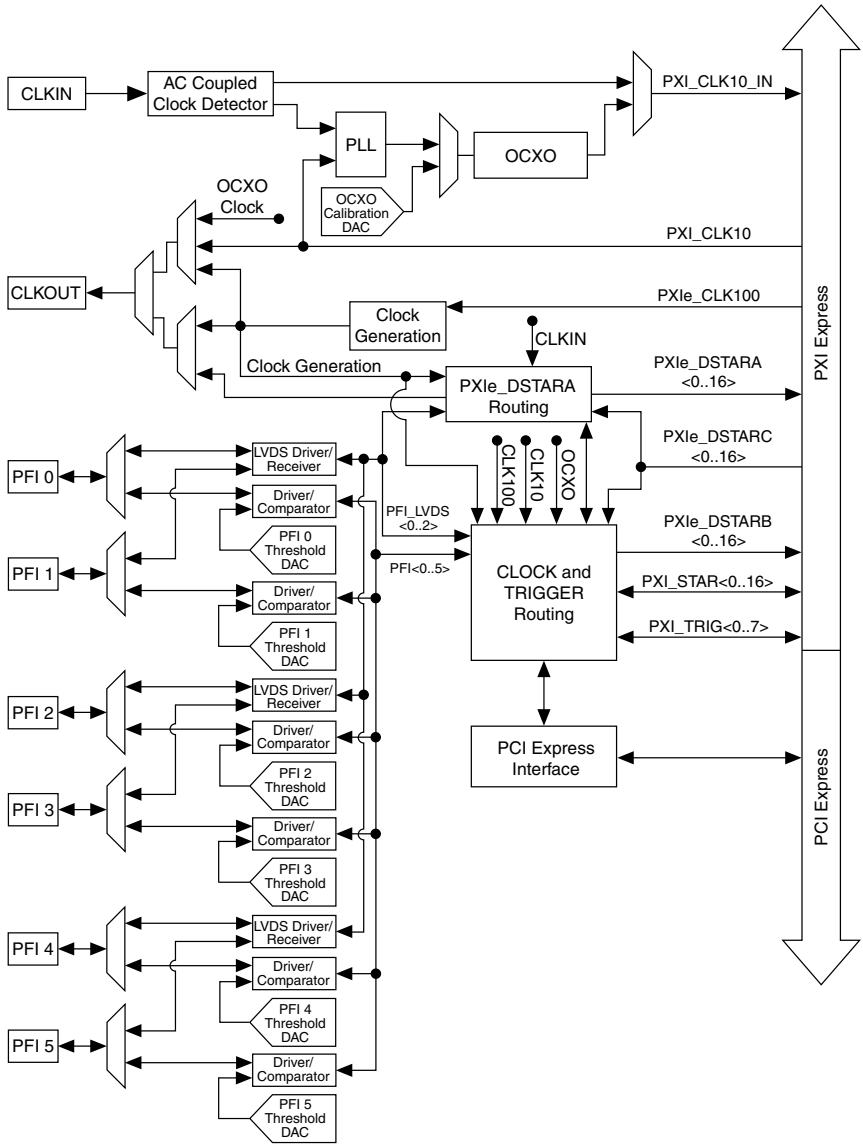 CLKIN
AC Coupled
Clock Detector
PXI_CLK10_IN
PLL
OCXO
OCXO
Calibration
DAC
OCXO
Clock
PXI_CLK10
CLKOUT
PXIe_CLK100
Clock
Generation
CLKIN
Clock Generation
PXIe_DSTARA
Routing
PXIe_DSTARA
<0..16>
PXI Express
PXIe_DSTARC
<0..16>
CLK100
CLK10
OCXO
PFI_LVDS
<0..2>
PFI<0..5>
CLOCK and
TRIGGER
Routing
PXIe_DSTARB
<0..16>
PXI_STAR<0..16>
PXI_TRIG<0..7>
PCI Express
Interface
PCI Express
PFI 0
LVDS Driver/
Receiver
Driver/
Comparator
PFI 0
Threshold
DAC
PFI 1
Driver/
Comparator
PFI 1
Threshold
DAC
PFI 2
LVDS Driver/
Receiver
Driver/
Comparator
PFI 2
Threshold
DAC
PFI 3
Driver/
Comparator
PFI 3
Threshold
DAC
PFI 4
LVDS Driver/
Receiver
Driver/
Comparator
PFI 4
Threshold
DAC
PFI 5
Driver/
Comparator
PFI 5
Threshold
DAC